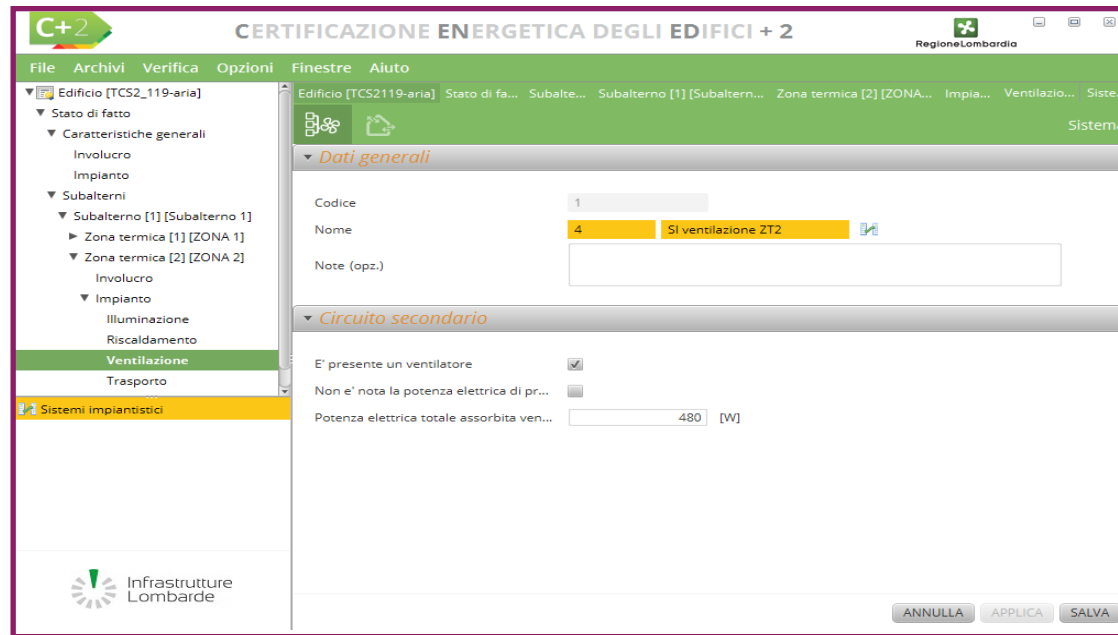 C+2
CERTIFICAZIONE ENERGETICA DEGLI EDIFICI + 2
RegioneLombardia
File Archivi Verifica Opzioni Finestre Aiuto
Edificio [TCS2_119-aria]
Stato di fatto
Caratteristiche generali
Involucro
Impianto
Subalterni
Subalterno [1] [Subalterno 1]
Zona termica [1] [ZONA 1]
Zona termica [2] [ZONA 2]
Involucro
Impianto
Illuminazione
Riscaldamento
Ventilazione
Trasporto
Sistemi impiantistici
Infrastrutture
Lombarde
Edificio [TCS2119-aria] Stato di fa... Subalte... Subalterno [1] [Subaltern... Zona termica [2] [ZONA... Impia... Ventilazio... Siste.
Sistema
Dati generali
Codice 1
Nome 4 SI ventilazione ZT2
Note (opz.)
Circuito secondario
E' presente un ventilatore
Non e' nota la potenza elettrica di pr...
Potenza elettrica totale assorbita ven... 480 [W]
ANNULLA APPLICA SALVA